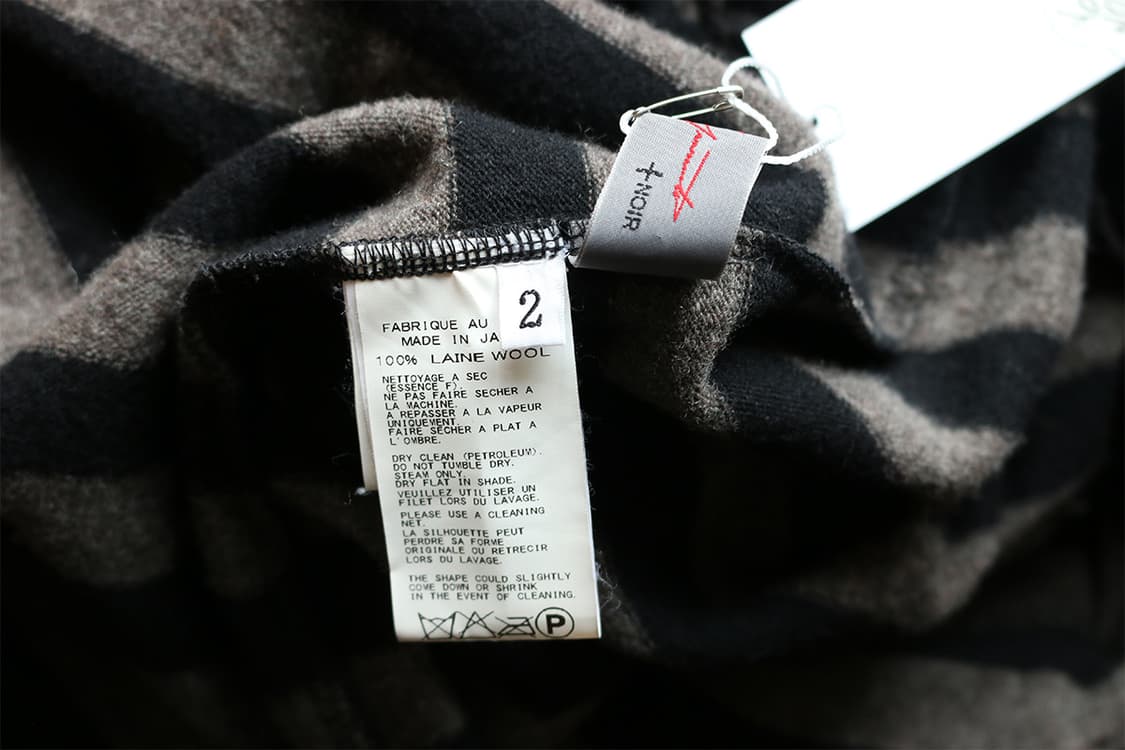 +NOIR
2
FABRIQUE AU
MADE IN JA
100% LAINE WOOL
NETTOYAGE A SEC
(ESSENCE F).
NE PAS FAIRE SECHER A
LA MACHINE.
A REPASSER A LA VAPEUR
UNIQUEMENT.
FAIRE SECHER A PLAT A
L'OMBRE.
DRY CLEAN (PETROLEUM).
DO NOT TUMBLE DRY.
STEAM ONLY.
DRY FLAT IN SHADE.
VEUILLEZ UTILISER UN
FILET LORS DU LAVAGE.
PLEASE USE A CLEANING
NET.
LA SILHOUETTE PEUT
PERDRE SA FORME
ORIGINALE OU RETRECIR
LORS DU LAVAGE.
THE SHAPE COULD SLIGHTLY
COME DOWN OR SHRINK
IN THE EVENT OF CLEANING.
P